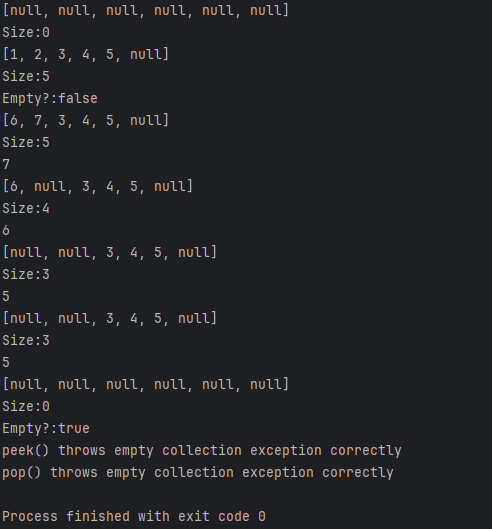 [null, null, null, null, null, null]
Size:0
[1, 2, 3, 4, 5, null]
Size:5
Empty?:false
[6, 7, 3, 4, 5, null]
Size:5
7
[6, null, 3, 4, 5, null]
Size:4
6
[null, null, 3, 4, 5, null]
Size:3
5
[null, null, 3, 4, 5, null]
Size:3
5
[null, null, null, null, null, null]
Size:0
Empty?:true
peek() throws empty collection exception correctly
pop() throws empty collection exception correctly
Process finished with exit code 0